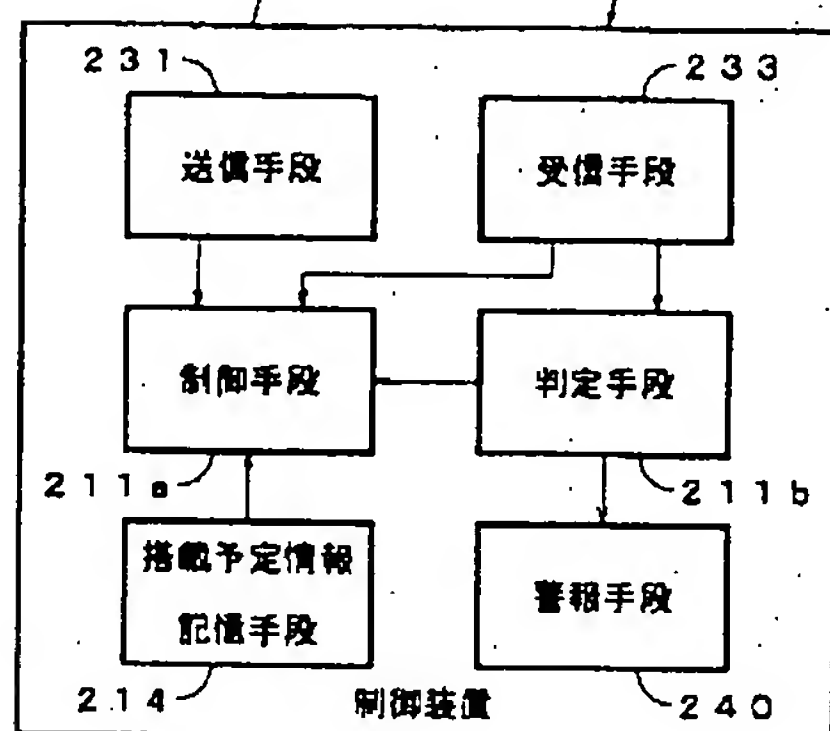 231
233
送信手段
受信手段
制御手段
判定手段
211a
211b
搭載予定情報
記憶手段
警報手段
214
制御装置
240